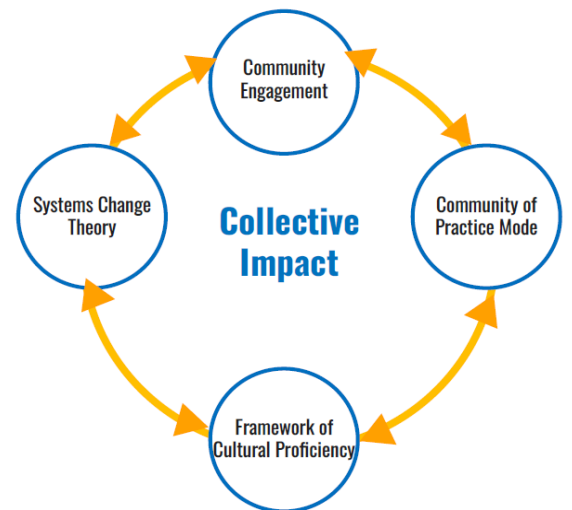 Community
Engagement
Systems Change
Theory
Collective
Impact
Community of
Practice Mode
Framework of
Cultural Proficiency